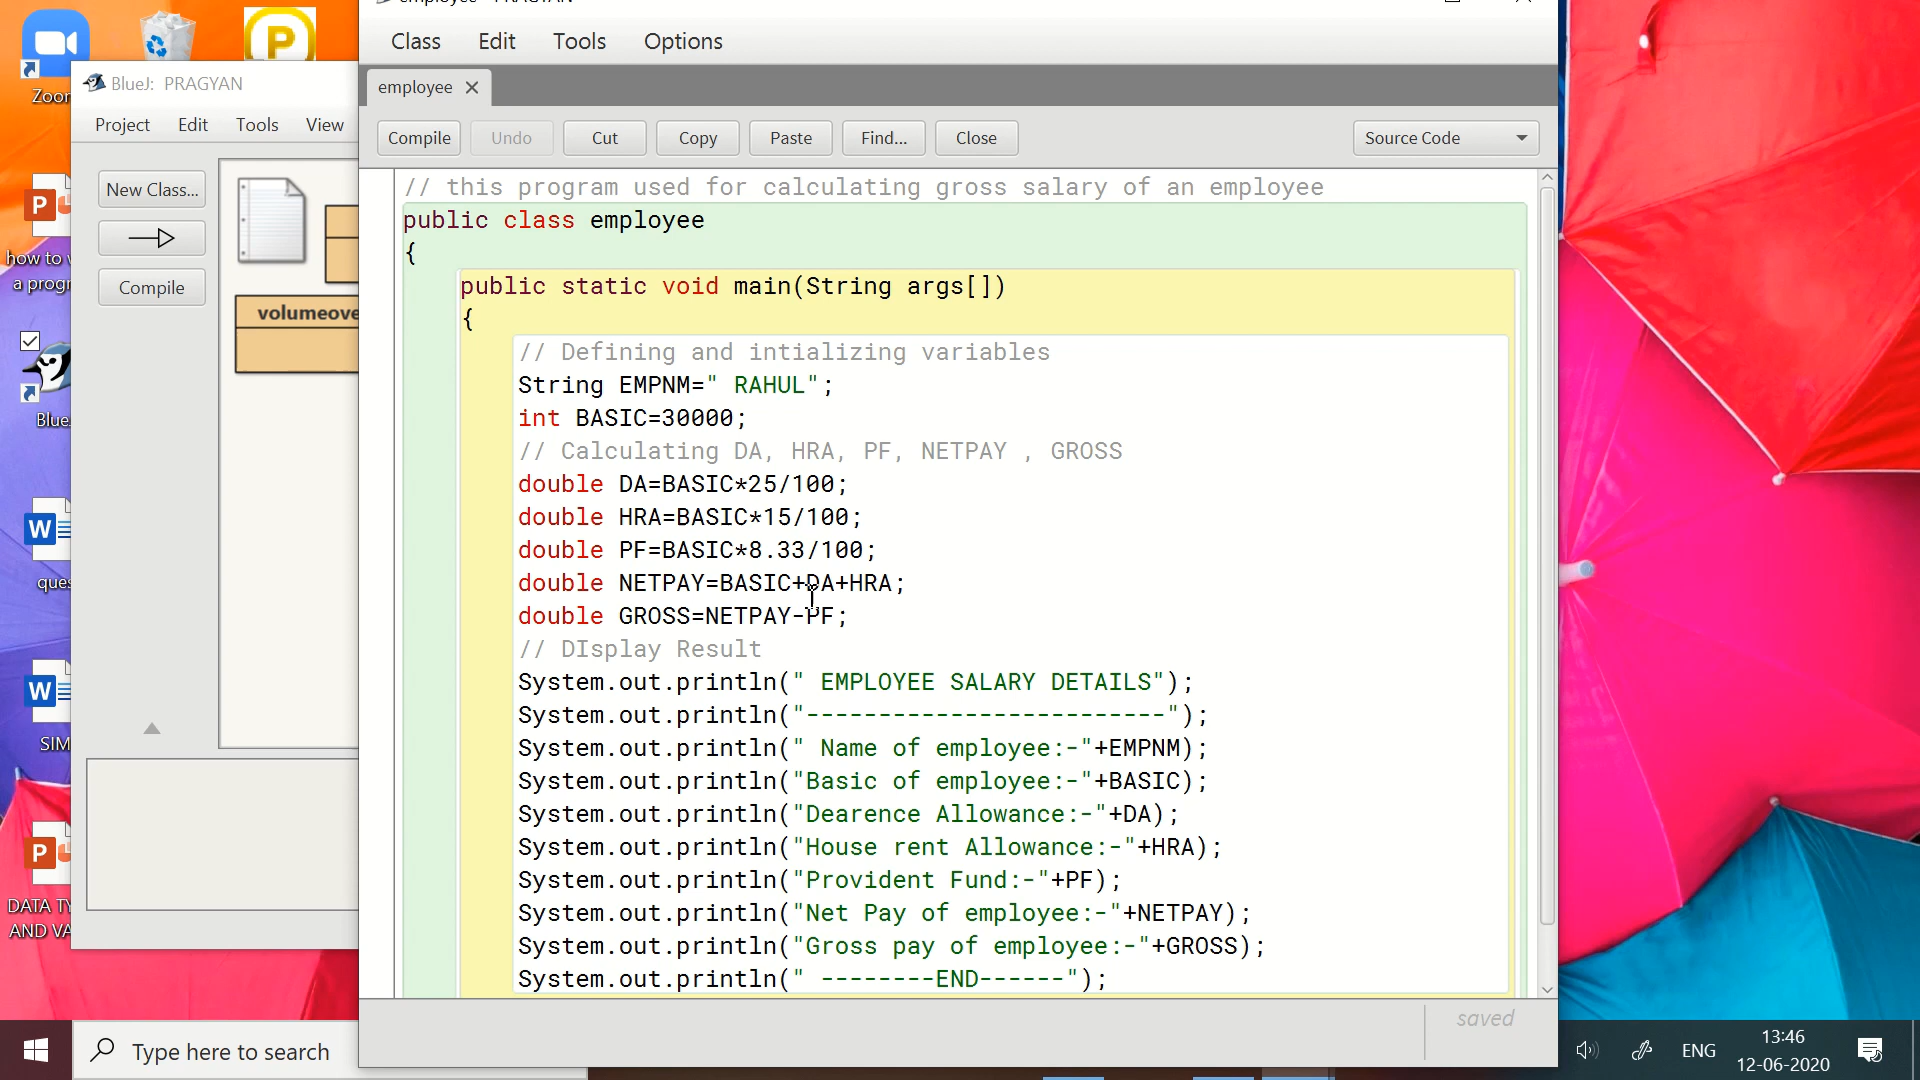 Zoom
P
BlueJ: PRAGYAN
Project Edit Tools View
New Class...
Compile
volumeove
how to w
a progr
Blue
W
ques
W
SIM
P
DATA TY
AND VA
P
employee - PRAGYAN
Class Edit Tools Options
employee
Compile Undo Cut Copy Paste Find... Close Source Code
// this program used for calculating gross salary of an employee
public class employee
{
public static void main(String args[])
{
// Defining and intializing variables
String EMPNM=" RAHUL";
int BASIC=30000;
// Calculating DA, HRA, PF, NETPAY , GROSS
double DA=BASIC*25/100;
double HRA=BASIC*15/100;
double PF=BASIC*8.33/100;
double NETPAY=BASIC+DA+HRA;
double GROSS=NETPAY-PF;
// DIsplay Result
System.out.println(" EMPLOYEE SALARY DETAILS");
System.out.println("-------------------------");
System.out.println(" Name of employee:-"+EMPNM);
System.out.println("Basic of employee:-"+BASIC);
System.out.println("Dearence Allowance:-"+DA);
System.out.println("House rent Allowance:-"+HRA);
System.out.println("Provident Fund:-"+PF);
System.out.println("Net Pay of employee:-"+NETPAY);
System.out.println("Gross pay of employee:-"+GROSS);
System.out.println(" --------END------");
saved
Type here to search
ENG
13:46
12-06-2020